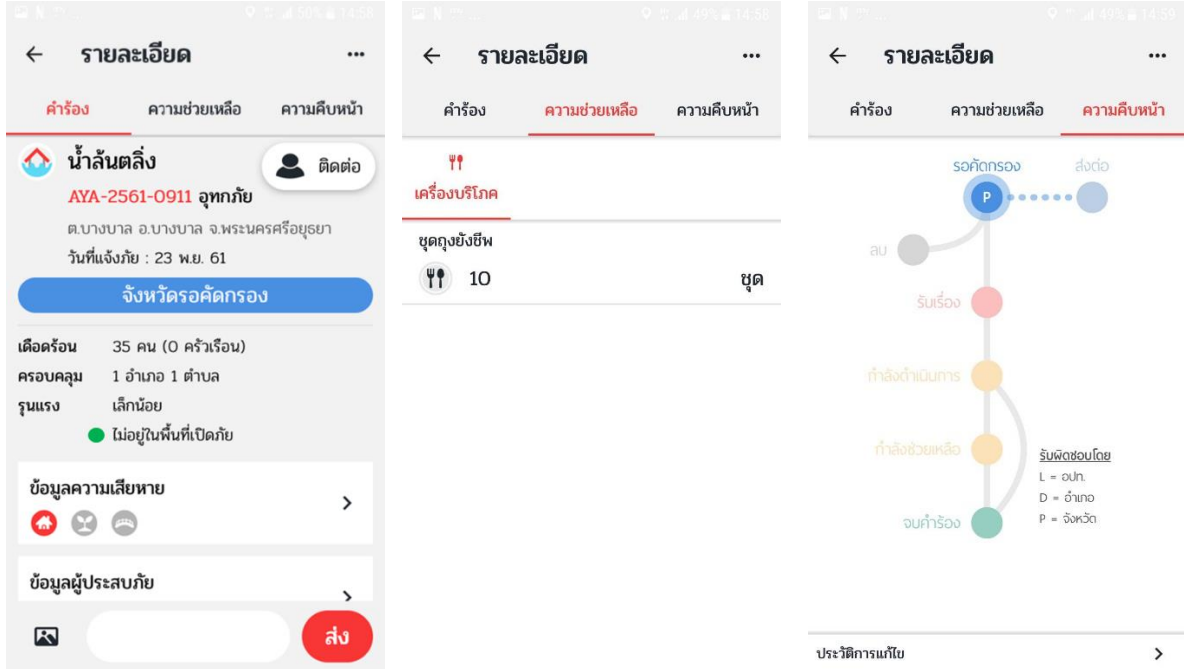 50% 14:58
รายละเอียด
คำร้อง ความช่วยเหลือ ความคืบหน้า
น้ำล้นตลิ่ง
ติดต่อ
AYA-2561-0911 อุทกภัย
ต.บางบาล อ.บางบาล จ.พระนครศรีอยุธยา
วันที่แจ้งภัย : 23 พ.ย. 61
จังหวัดรอคัดกรอง
เดือดร้อน 35 คน (0 ครัวเรือน)
ครอบคลุม 1 อำเภอ 1 ตำบล
รุนแรง เล็กน้อย
ไม่อยู่ในพื้นที่เปิดภัย
ข้อมูลความเสียหาย
ข้อมูลผู้ประสบภัย
ส่ง
49% 14:58
รายละเอียด
คำร้อง ความช่วยเหลือ ความคืบหน้า
เครื่องบริโภค
ชุดถุงยังชีพ
10 ชุด
49% 14:59
รายละเอียด
คำร้อง ความช่วยเหลือ ความคืบหน้า
รอคัดกรอง ส่งต่อ
P
ลบ
รับเรื่อง
กำลังดำเนินการ
กำลังช่วยเหลือ
จบคำร้อง
รับผิดชอบโดย
L = อปท.
D = อำเภอ
P = จังหวัด
ประวัติการแก้ไข